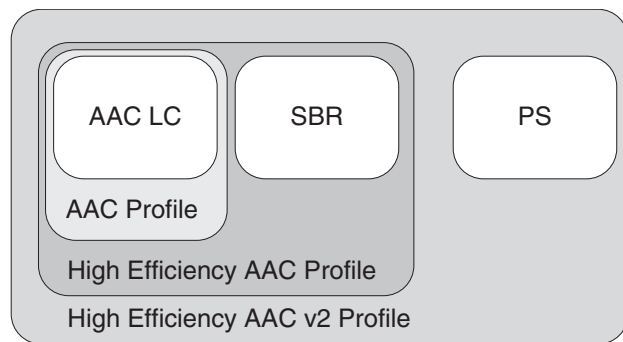 AAC LC
SBR
PS
AAC Profile
High Efficiency AAC Profile
High Efficiency AAC v2 Profile